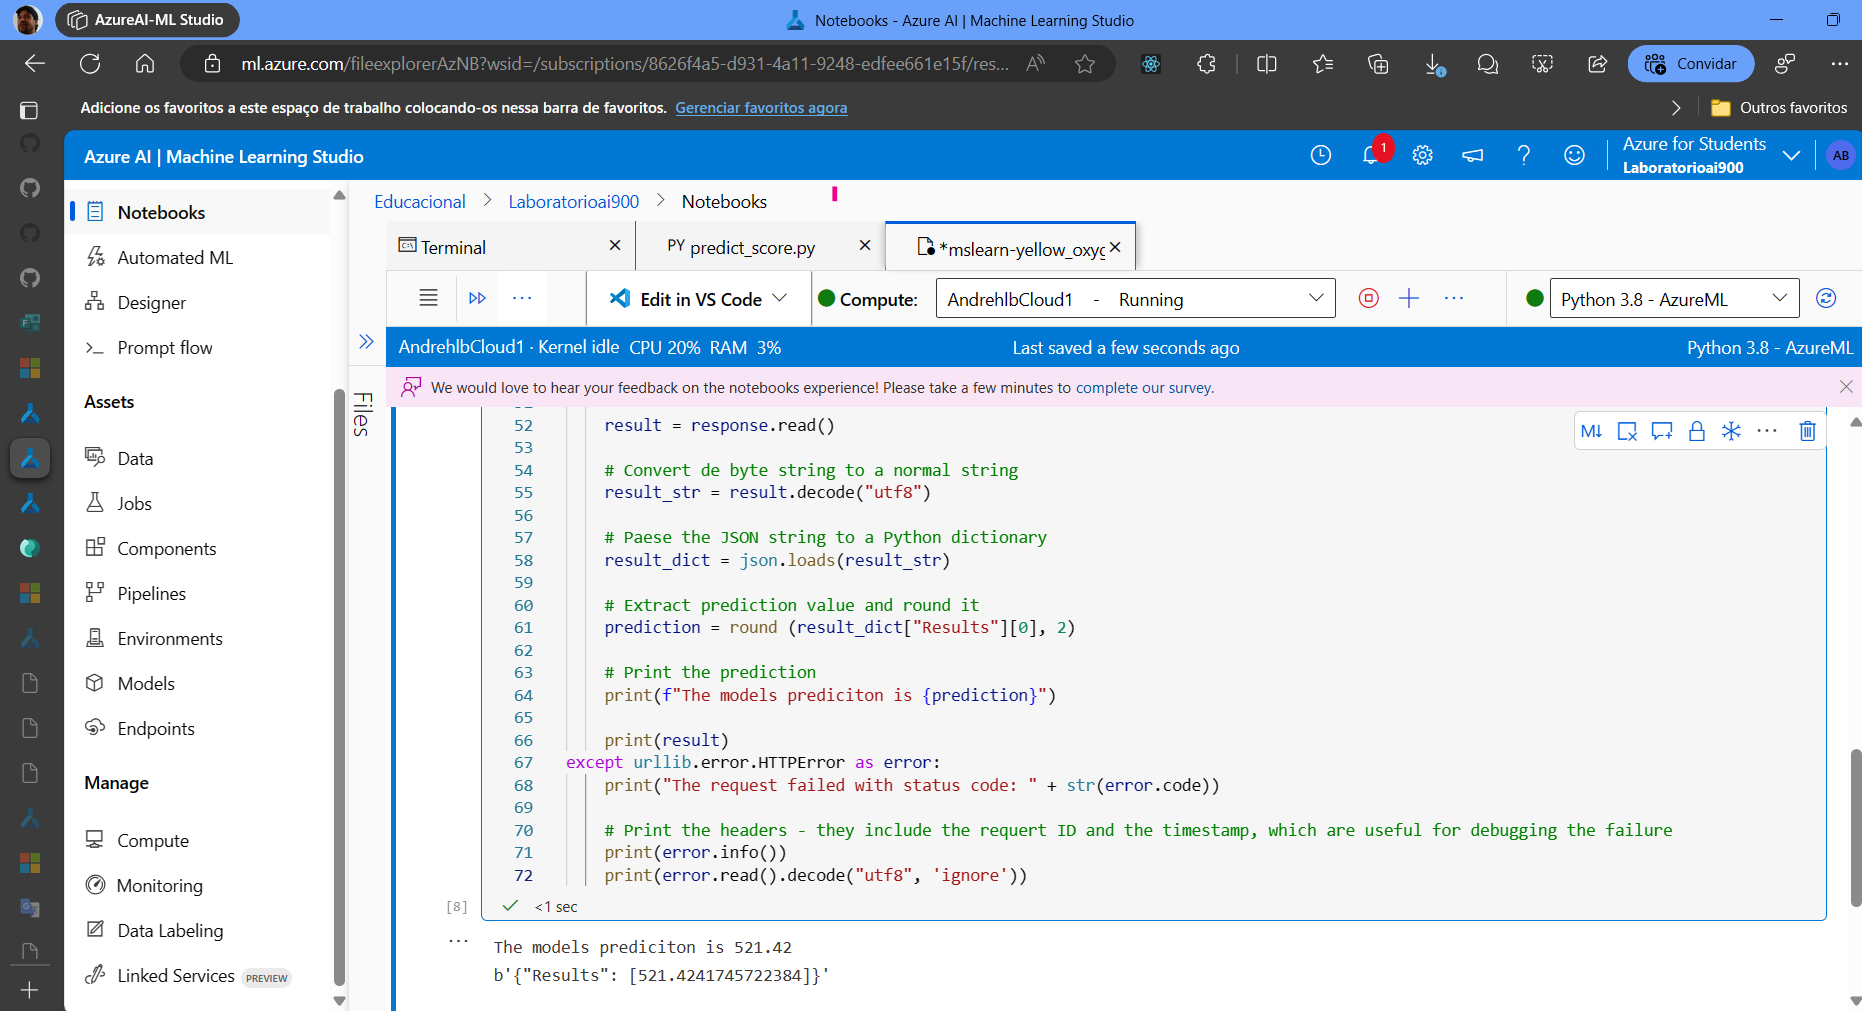 AzureAI-ML Studio
Notebooks - Azure AI | Machine Learning Studio
ml.azure.com/fileexplorerAzNB?wsid=/subscriptions/8626f4a5-d931-4a11-9248-edfee661e15f/res...
Convidar
Adicione os favoritos a este espaço de trabalho colocando-os nessa barra de favoritos. Gerenciar favoritos agora
Outros favoritos
Azure AI | Machine Learning Studio
1
Azure for Students
Laboratorioai900
AB
Notebooks
Automated ML
Designer
Prompt flow
Assets
Data
Jobs
Components
Pipelines
Environments
Models
Endpoints
Manage
Compute
Monitoring
Data Labeling
Linked Services PREVIEW
Educacional > Laboratorioai900 > Notebooks
Terminal
PY predict_score.py
*mslearn-yellow_oxyg
Edit in VS Code
Compute:
AndrehlbCloud1 - Running
Python 3.8 - AzureML
AndrehlbCloud1 · Kernel idle CPU 20% RAM 3%
Last saved a few seconds ago
Python 3.8 - AzureML
We would love to hear your feedback on the notebooks experience! Please take a few minutes to complete our survey.
Files
M↓
52 result = response.read()
53
54 # Convert de byte string to a normal string
55 result_str = result.decode("utf8")
56
57 # Paese the JSON string to a Python dictionary
58 result_dict = json.loads(result_str)
59
60 # Extract prediction value and round it
61 prediction = round (result_dict["Results"][0], 2)
62
63 # Print the prediction
64 print(f"The models prediciton is {prediction}")
65
66 print(result)
67 except urllib.error.HTTPError as error:
68 print("The request failed with status code: " + str(error.code))
69
70 # Print the headers - they include the requert ID and the timestamp, which are useful for debugging the failure
71 print(error.info())
72 print(error.read().decode("utf8", 'ignore'))
[8] <1 sec
The models prediciton is 521.42
b'{"Results": [521.4241745722384]}'